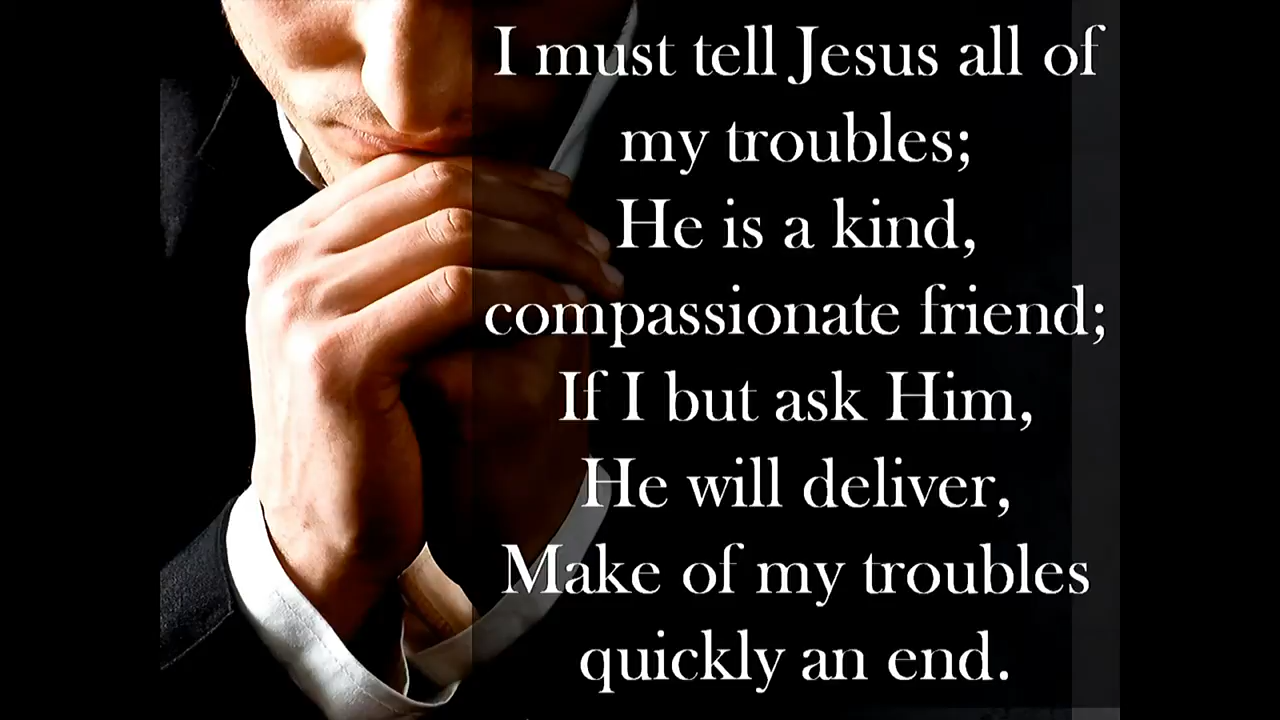 I must tell Jesus all of
my troubles;
He is a kind,
compassionate friend;
If I but ask Him,
He will deliver,
Make of my troubles
quickly an end.